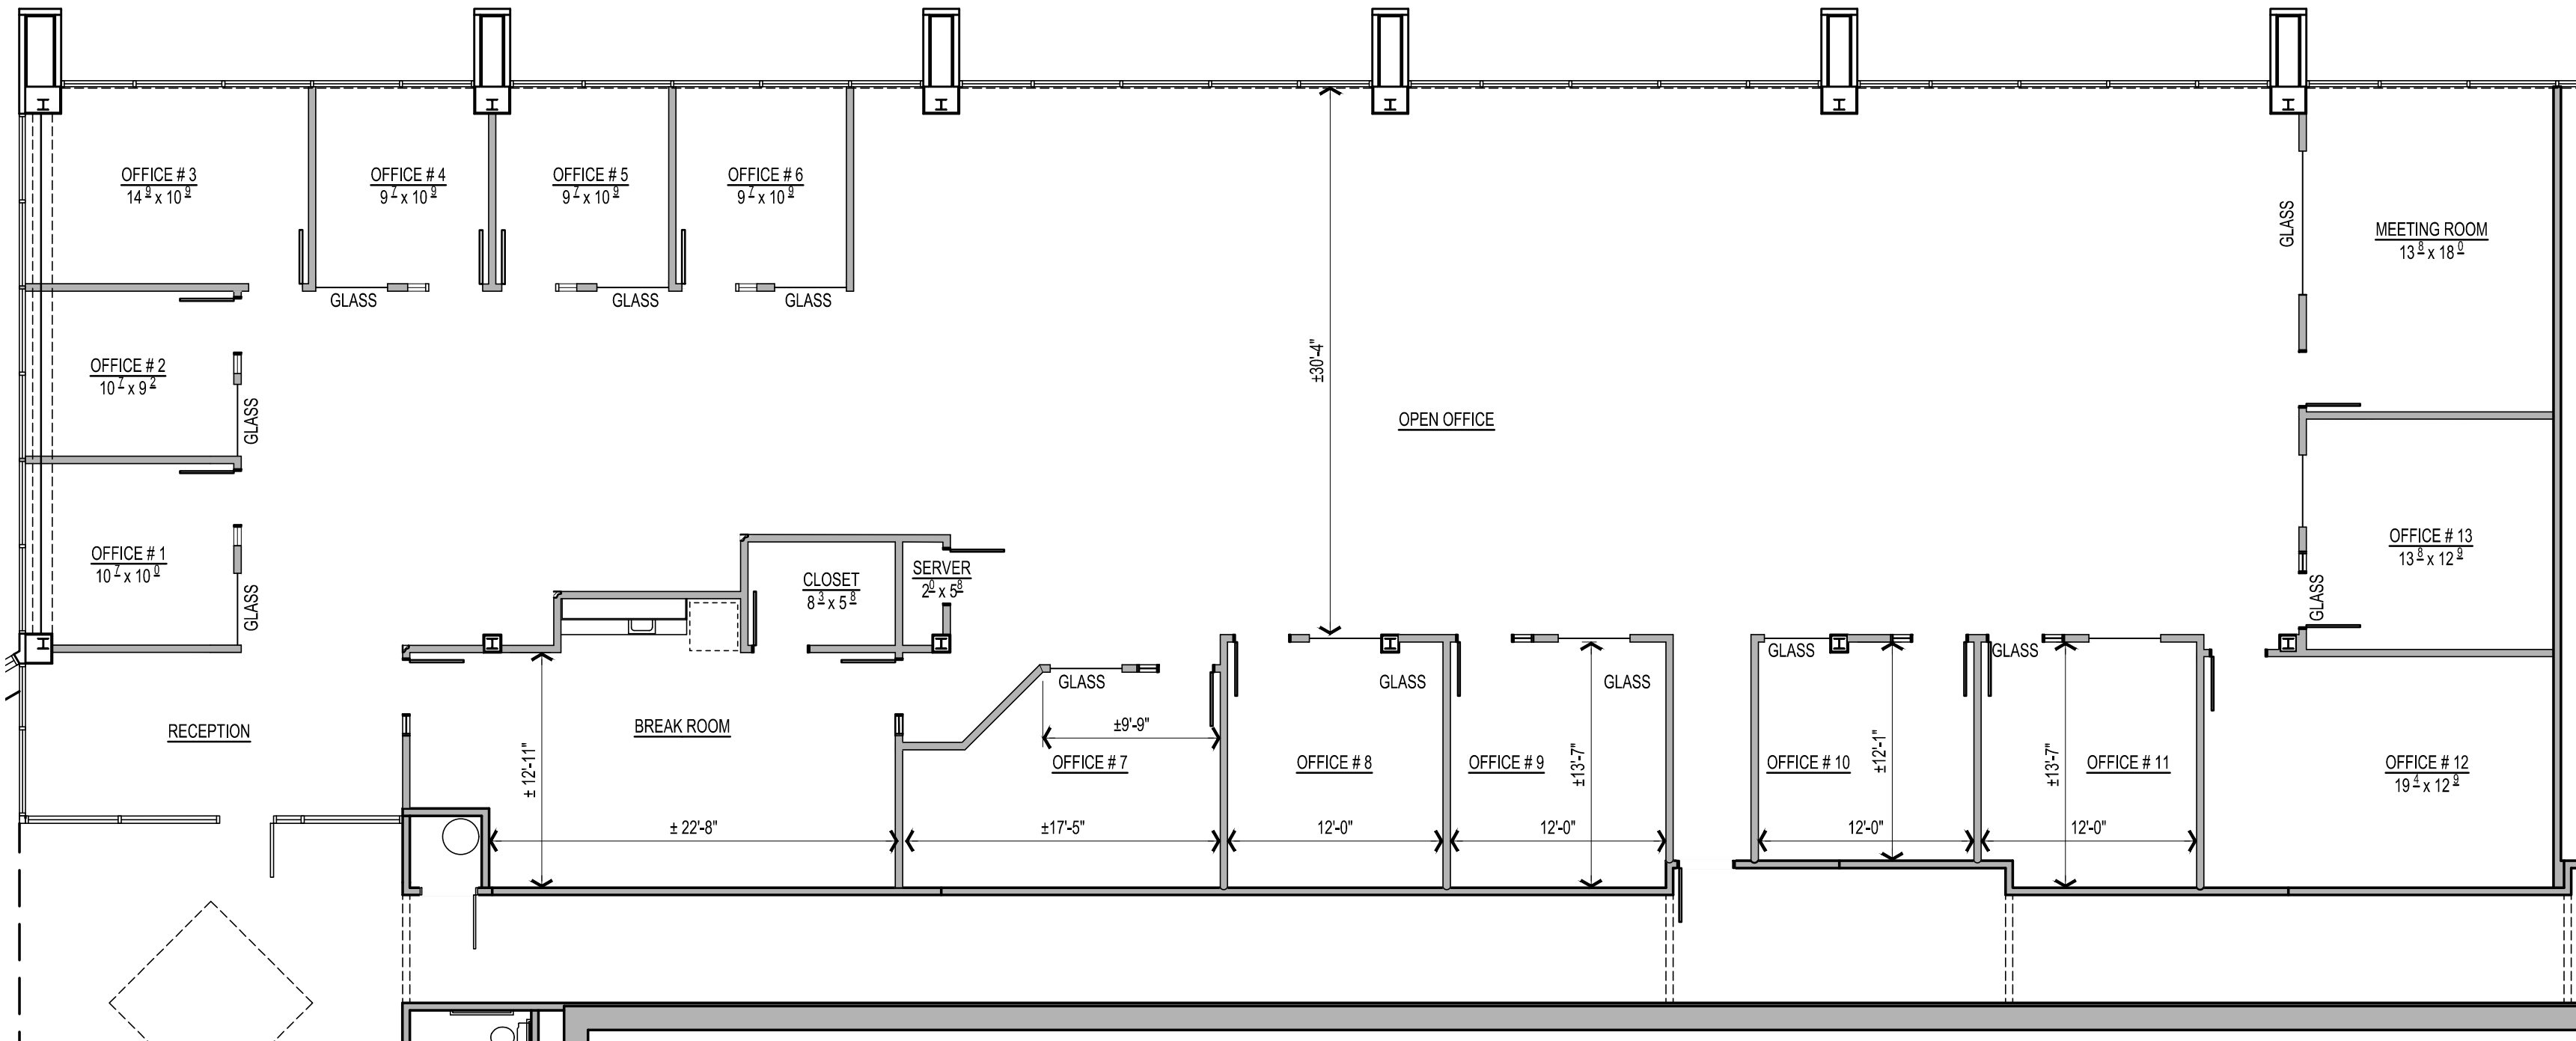 OFFICE # 3
14 9 x 10 9
OFFICE # 4
9 7 x 10 9
OFFICE # 5
9 7 x 10 9
OFFICE # 6
9 7 x 10 9
GLASS
GLASS
GLASS
GLASS
MEETING ROOM
13 8 x 18 0
OFFICE # 2
10 7 x 9 2
GLASS
±30'-4"
OPEN OFFICE
OFFICE # 1
10 7 x 10 0
GLASS
CLOSET
8 3 x 5 8
SERVER
2 0 x 5 8
OFFICE # 13
13 8 x 12 9
GLASS
RECEPTION
BREAK ROOM
± 12'-11"
± 22'-8"
GLASS
±9'-9"
OFFICE # 7
±17'-5"
GLASS
OFFICE # 8
12'-0"
GLASS
OFFICE # 9
±13'-7"
12'-0"
GLASS
OFFICE # 10
±12'-1"
12'-0"
GLASS
±13'-7"
OFFICE # 11
12'-0"
OFFICE # 12
19 4 x 12 9